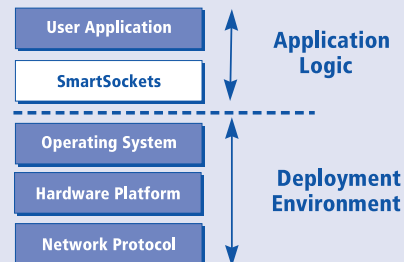 User Application
SmartSockets
Operating System
Hardware Platform
Network Protocol
Application
Logic
Deployment
Environment